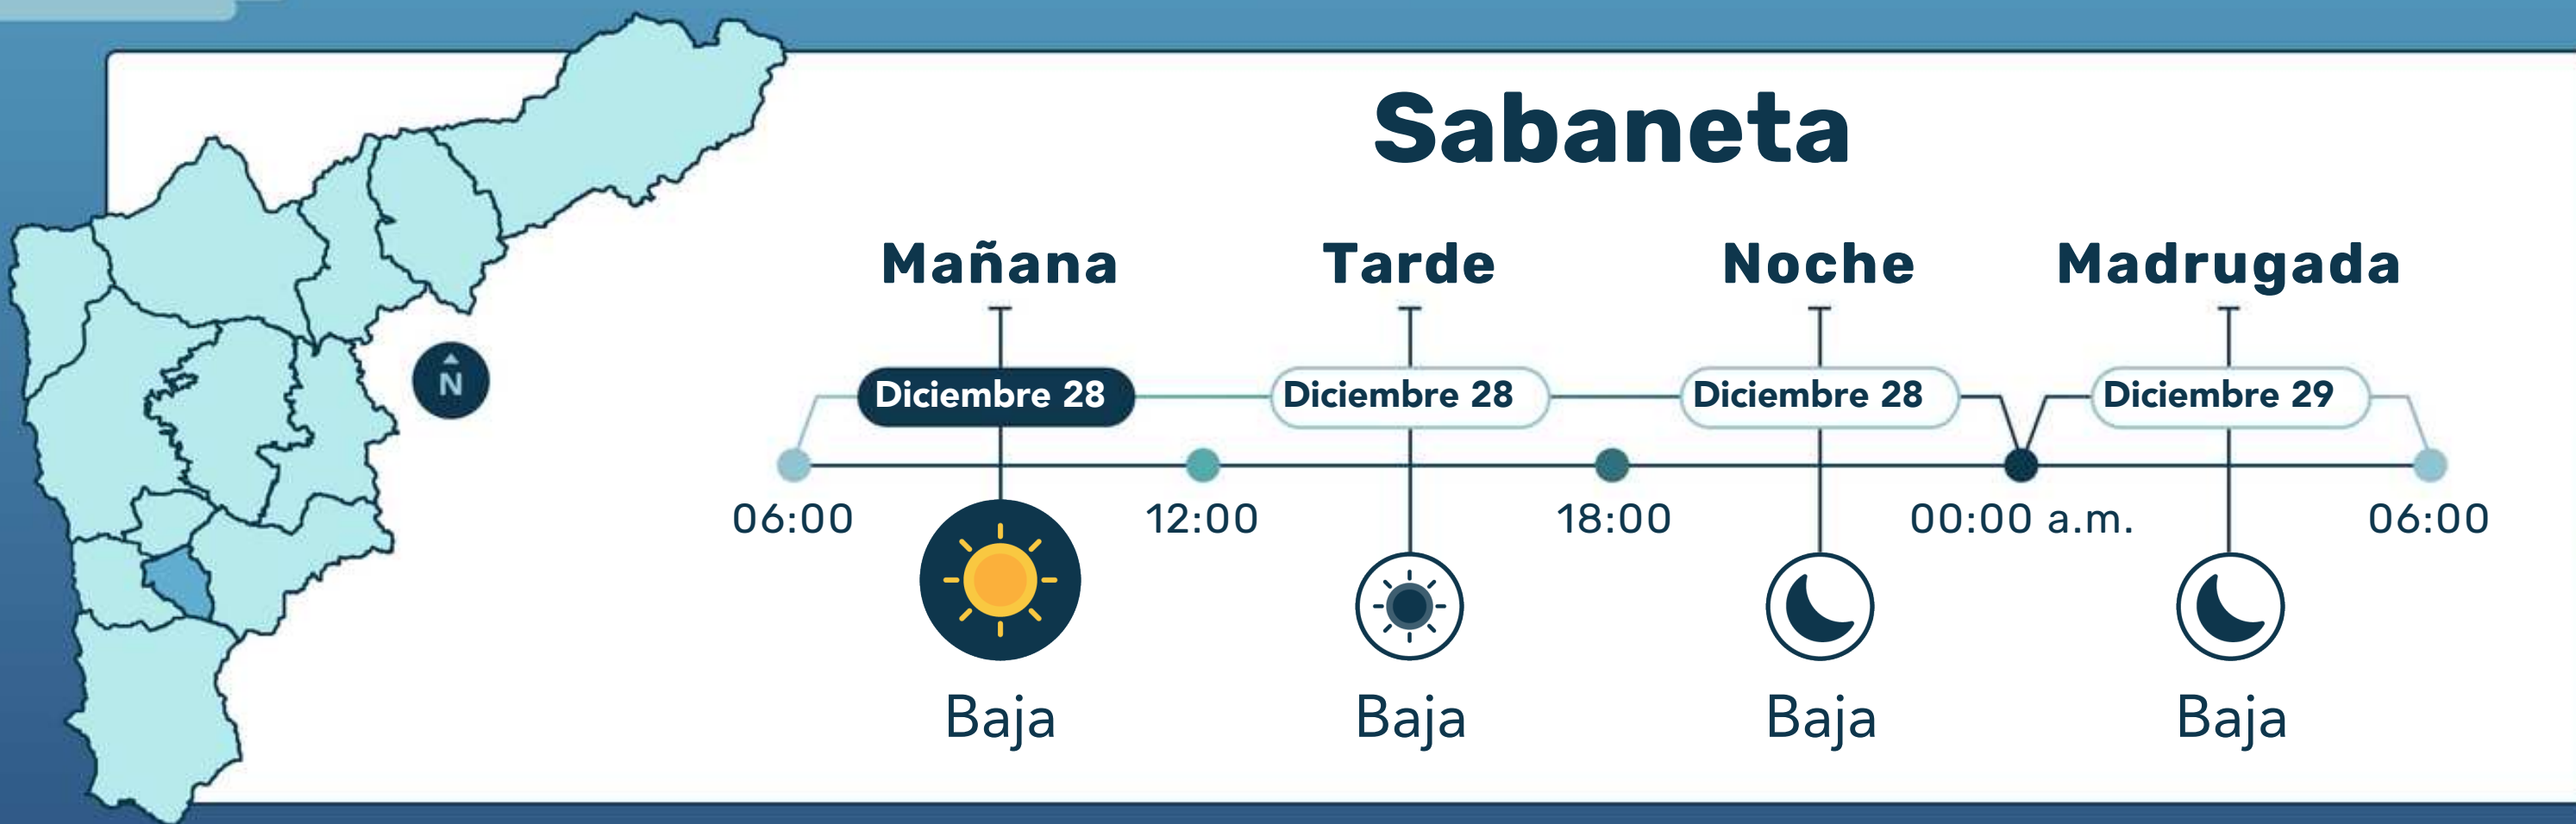 Sabaneta
Mañana Tarde Noche Madrugada
N
Diciembre 28 Diciembre 28 Diciembre 28 Diciembre 29
06:00 12:00 18:00 00:00 a.m. 06:00
Baja Baja Baja Baja